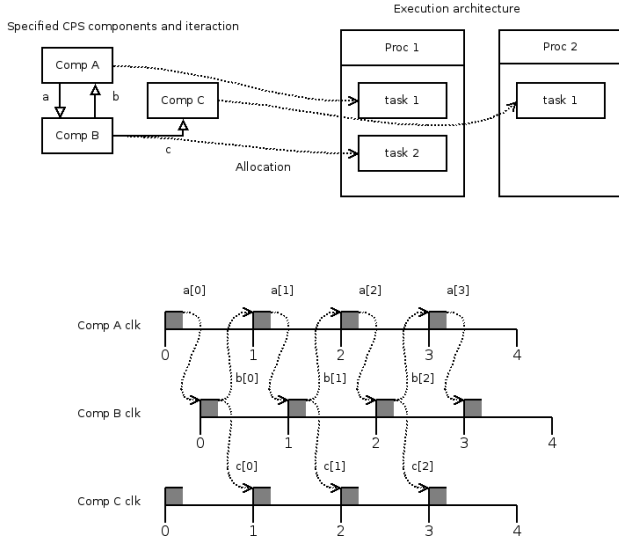 Execution architecture
Specified CPS components and iteraction
Proc 1
Proc 2
Comp A
a
b
Comp C
task 1
task 1
Comp B
c
task 2
Allocation
a[0]
a[1]
a[2]
a[3]
Comp A clk
0
1
2
3
4
b[0]
b[1]
b[2]
Comp B clk
0
1
2
3
4
c[0]
c[1]
c[2]
Comp C clk
0
1
2
3
4